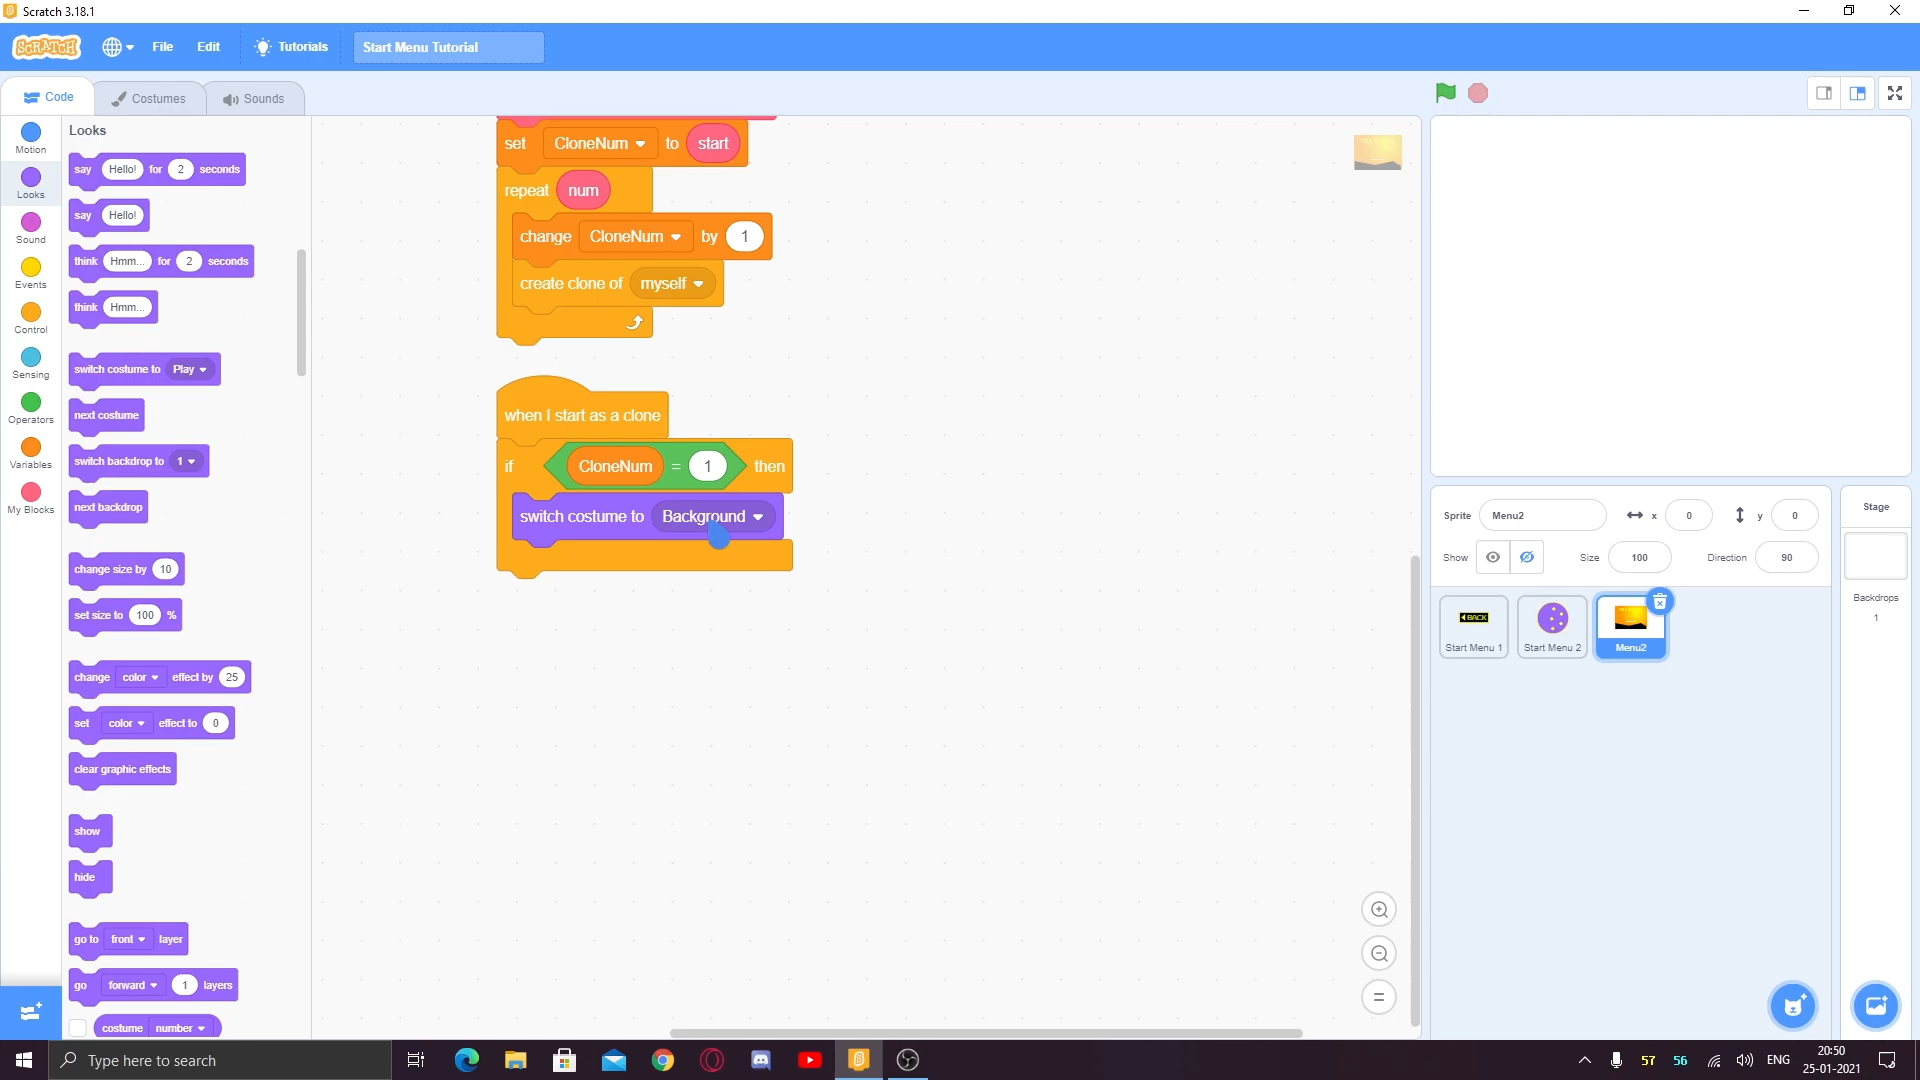 Scratch 3.18.1
SCRATCH File Edit Tutorials Start Menu Tutorial
Code Costumes Sounds
Motion
Looks
Sound
Events
Control
Sensing
Operators
Variables
My Blocks
Looks
say Hello! for 2 seconds
say Hello!
think Hmm... for 2 seconds
think Hmm...
switch costume to Play
next costume
switch backdrop to 1
next backdrop
change size by 10
set size to 100 %
change color effect by 25
set color effect to 0
clear graphic effects
show
hide
go to front layer
go forward 1 layers
costume number
set CloneNum to start
repeat num
change CloneNum by 1
create clone of myself
when I start as a clone
if CloneNum = 1 then
switch costume to Background
Sprite Menu2 x 0 y 0
Show Size 100 Direction 90
BACK
Start Menu 1 Start Menu 2 Menu2
Stage
Backdrops
1
Type here to search
57 56 ENG
20:50
25-01-2021